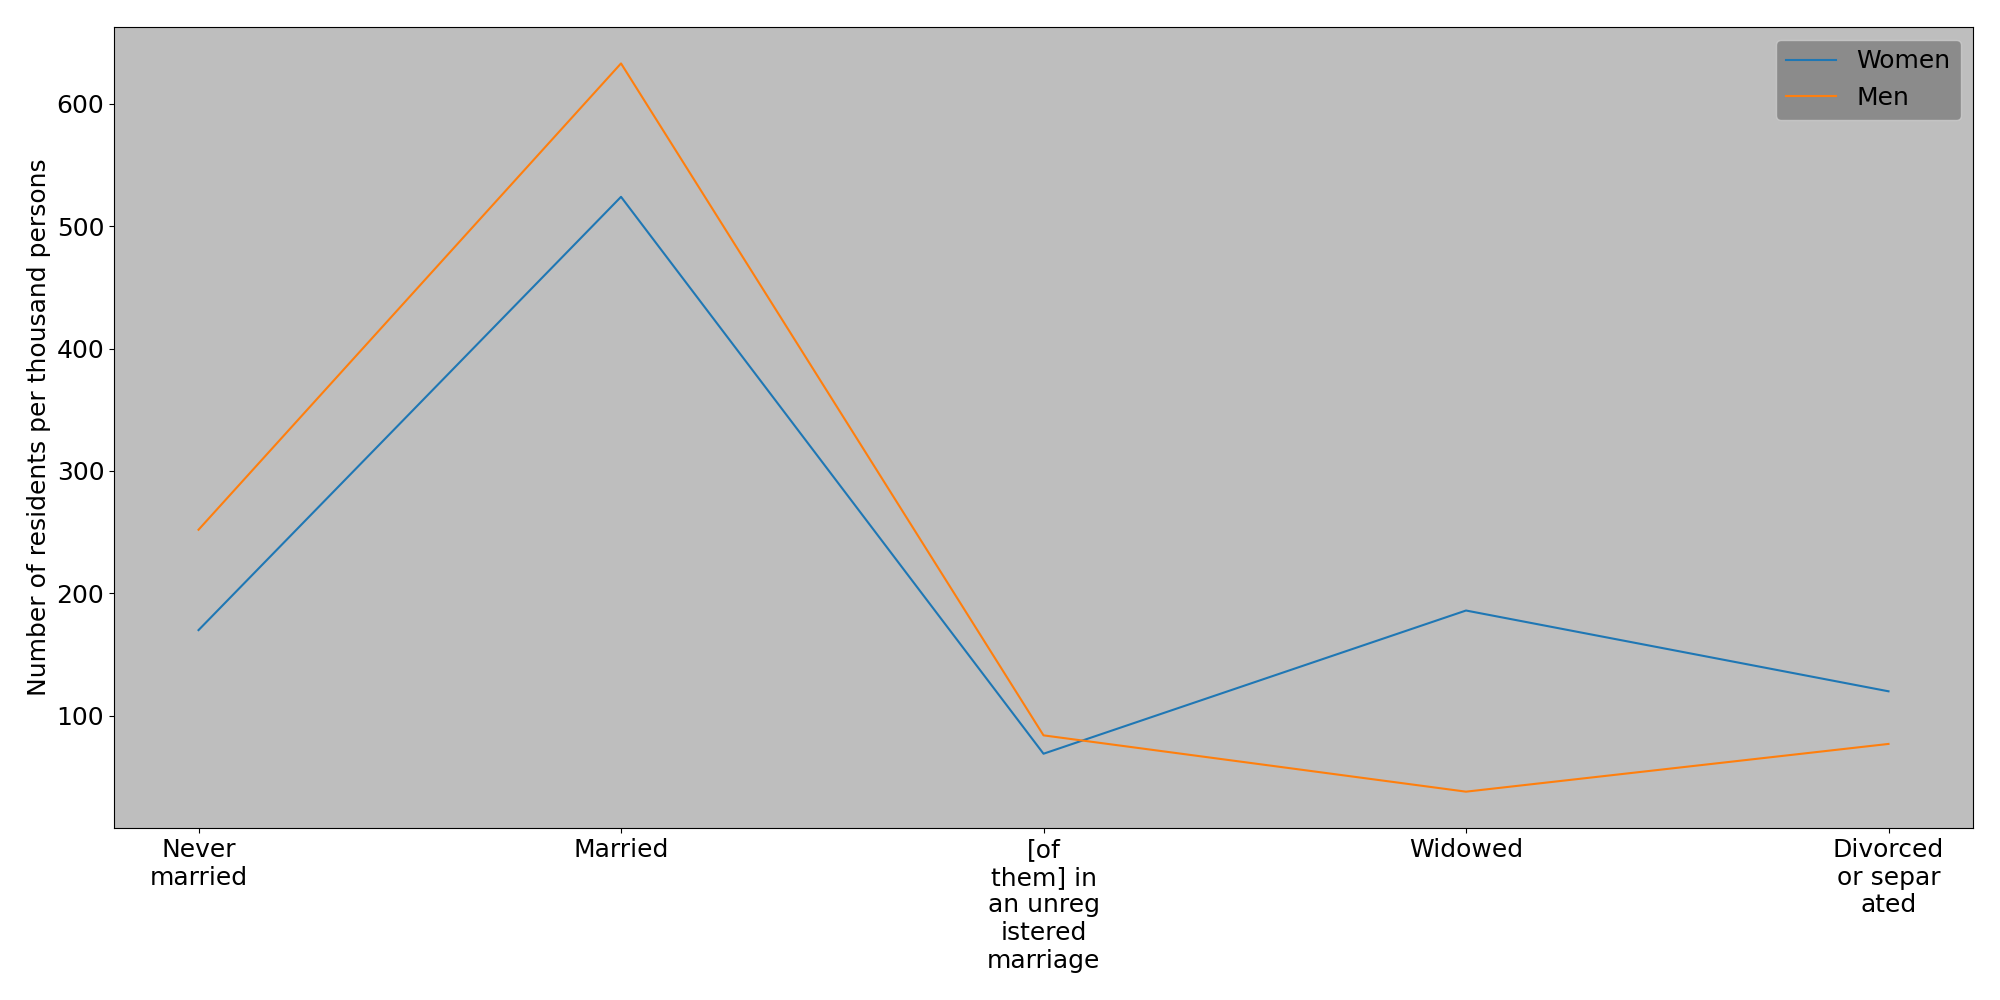 Women
Men
Number of residents per thousand persons
600
500
400
300
200
100
Never
married
Married
[of
them] in
an unreg
istered
marriage
Widowed
Divorced
or separ
ated